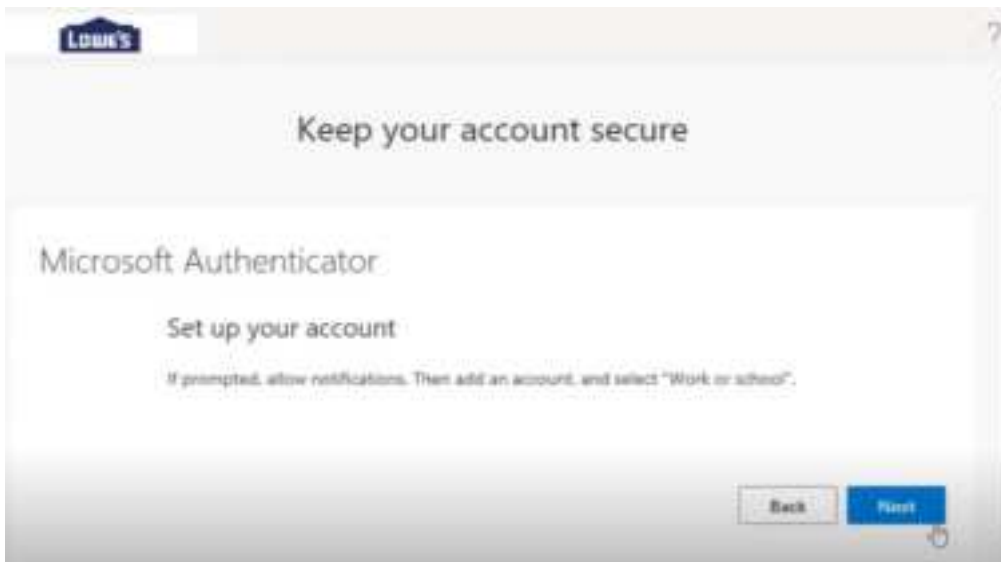 LOWE'S
?
Keep your account secure
Microsoft Authenticator
Set up your account
If prompted, allow notifications. Then add an account, and select "Work or school".
Back
Next